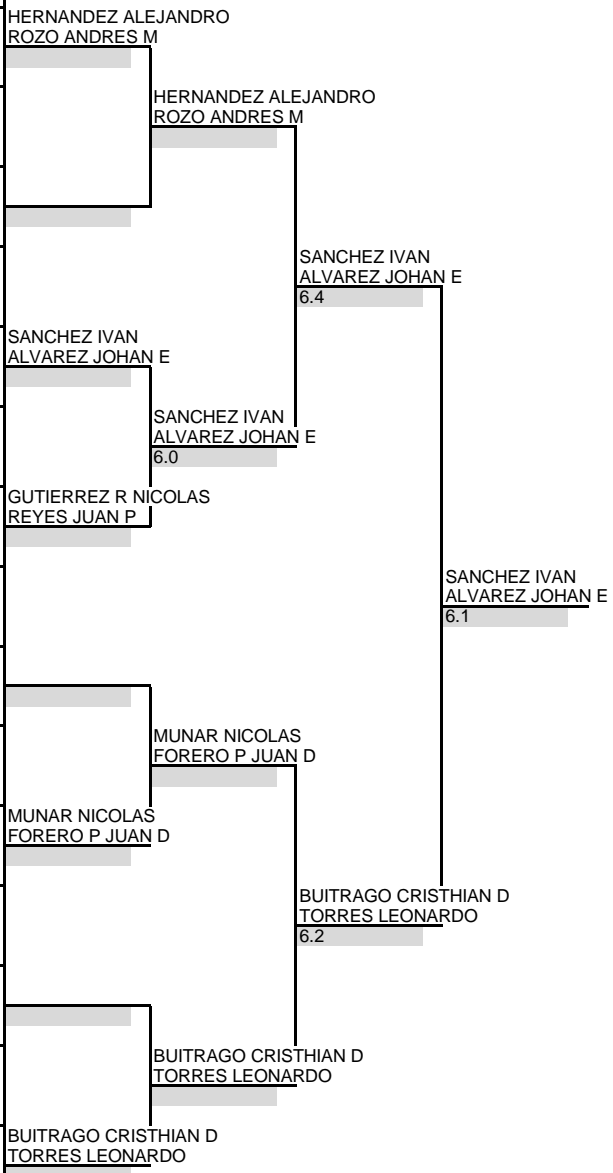 HERNANDEZ ALEJANDRO
ROZO ANDRES M
HERNANDEZ ALEJANDRO
ROZO ANDRES M
SANCHEZ IVAN
ALVAREZ JOHAN E
6.4
SANCHEZ IVAN
ALVAREZ JOHAN E
SANCHEZ IVAN
ALVAREZ JOHAN E
6.0
GUTIERREZ R NICOLAS
REYES JUAN P
SANCHEZ IVAN
ALVAREZ JOHAN E
6.1
MUNAR NICOLAS
FORERO P JUAN D
MUNAR NICOLAS
FORERO P JUAN D
BUITRAGO CRISTHIAN D
TORRES LEONARDO
6.2
BUITRAGO CRISTHIAN D
TORRES LEONARDO
BUITRAGO CRISTHIAN D
TORRES LEONARDO